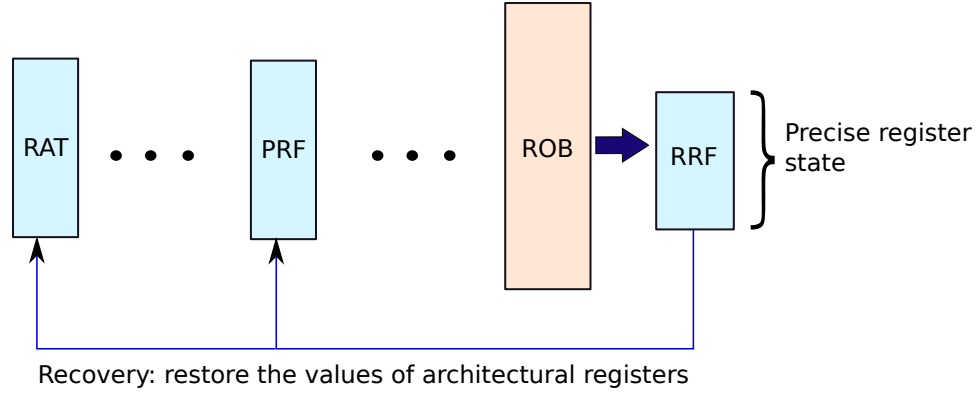 RAT
PRF
ROB
RRF
Precise register
state
Recovery: restore the values of architectural registers